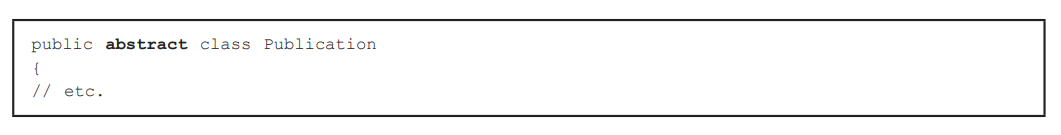 public abstract class Publication
{
// etc.